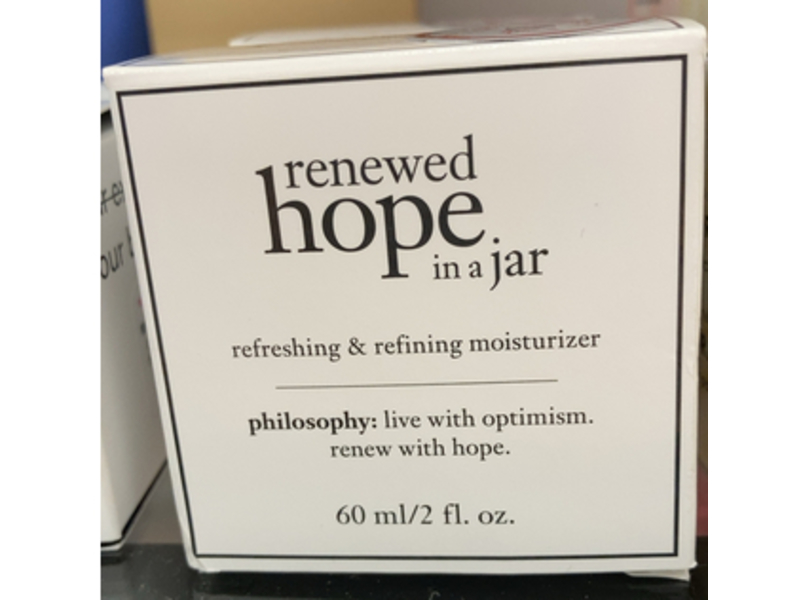 renewed
hope
in a jar
refreshing & refining moisturizer
philosophy: live with optimism.
renew with hope.
60 ml/2 fl. oz.